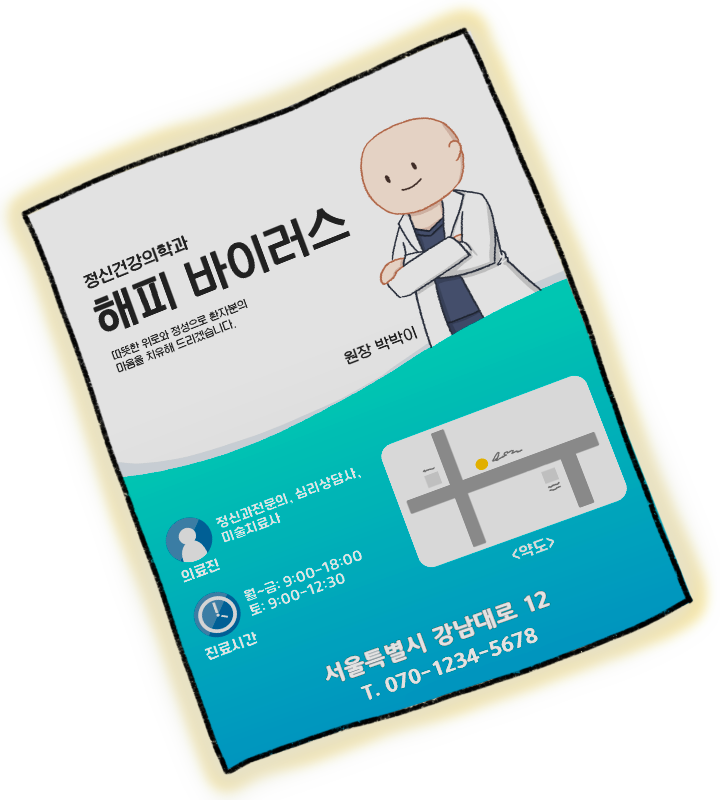 정신건강의학과
해피 바이러스
따뜻한 위로와 정성으로 환자분의
마음을 치유해 드리겠습니다.
원장 박박이
정신과전문의, 심리상담사,
미술치료사
의료진
월~금: 9:00-18:00
토: 9:00-12:30
진료시간
<약도>
서울특별시 강남대로 12
T. 070-1234-5678